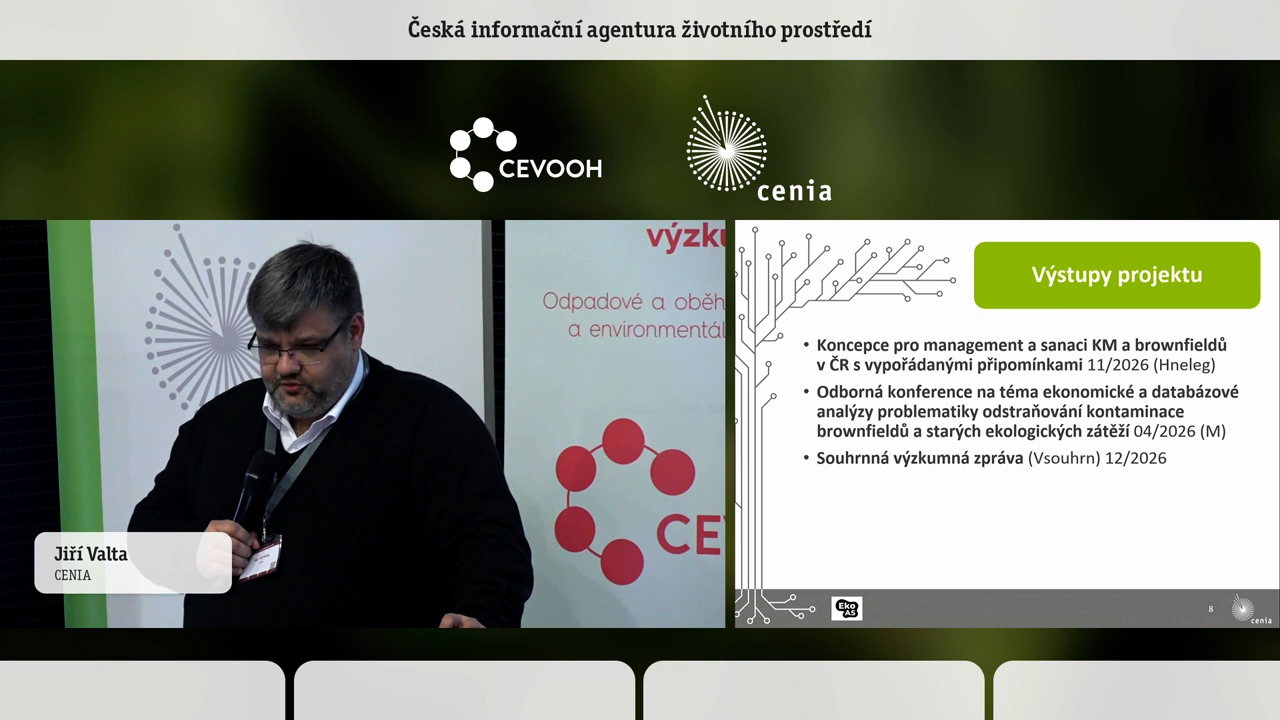 Česká informační agentura životního prostředí
CEVOOH
cenia
výzku
Odpadové a oběh
a environmentál
CE
Jiří Valta
CENIA
Výstupy projektu
• Koncepce pro management a sanaci KM a brownfieldů
v ČR s vypořádanými připomínkami 11/2026 (Hneleg)
• Odborná konference na téma ekonomické a databázové
analýzy problematiky odstraňování kontaminace
brownfieldů a starých ekologických zátěží 04/2026 (M)
• Souhrnná výzkumná zpráva (Vsouhrn) 12/2026
Eko
AS
8
cenia